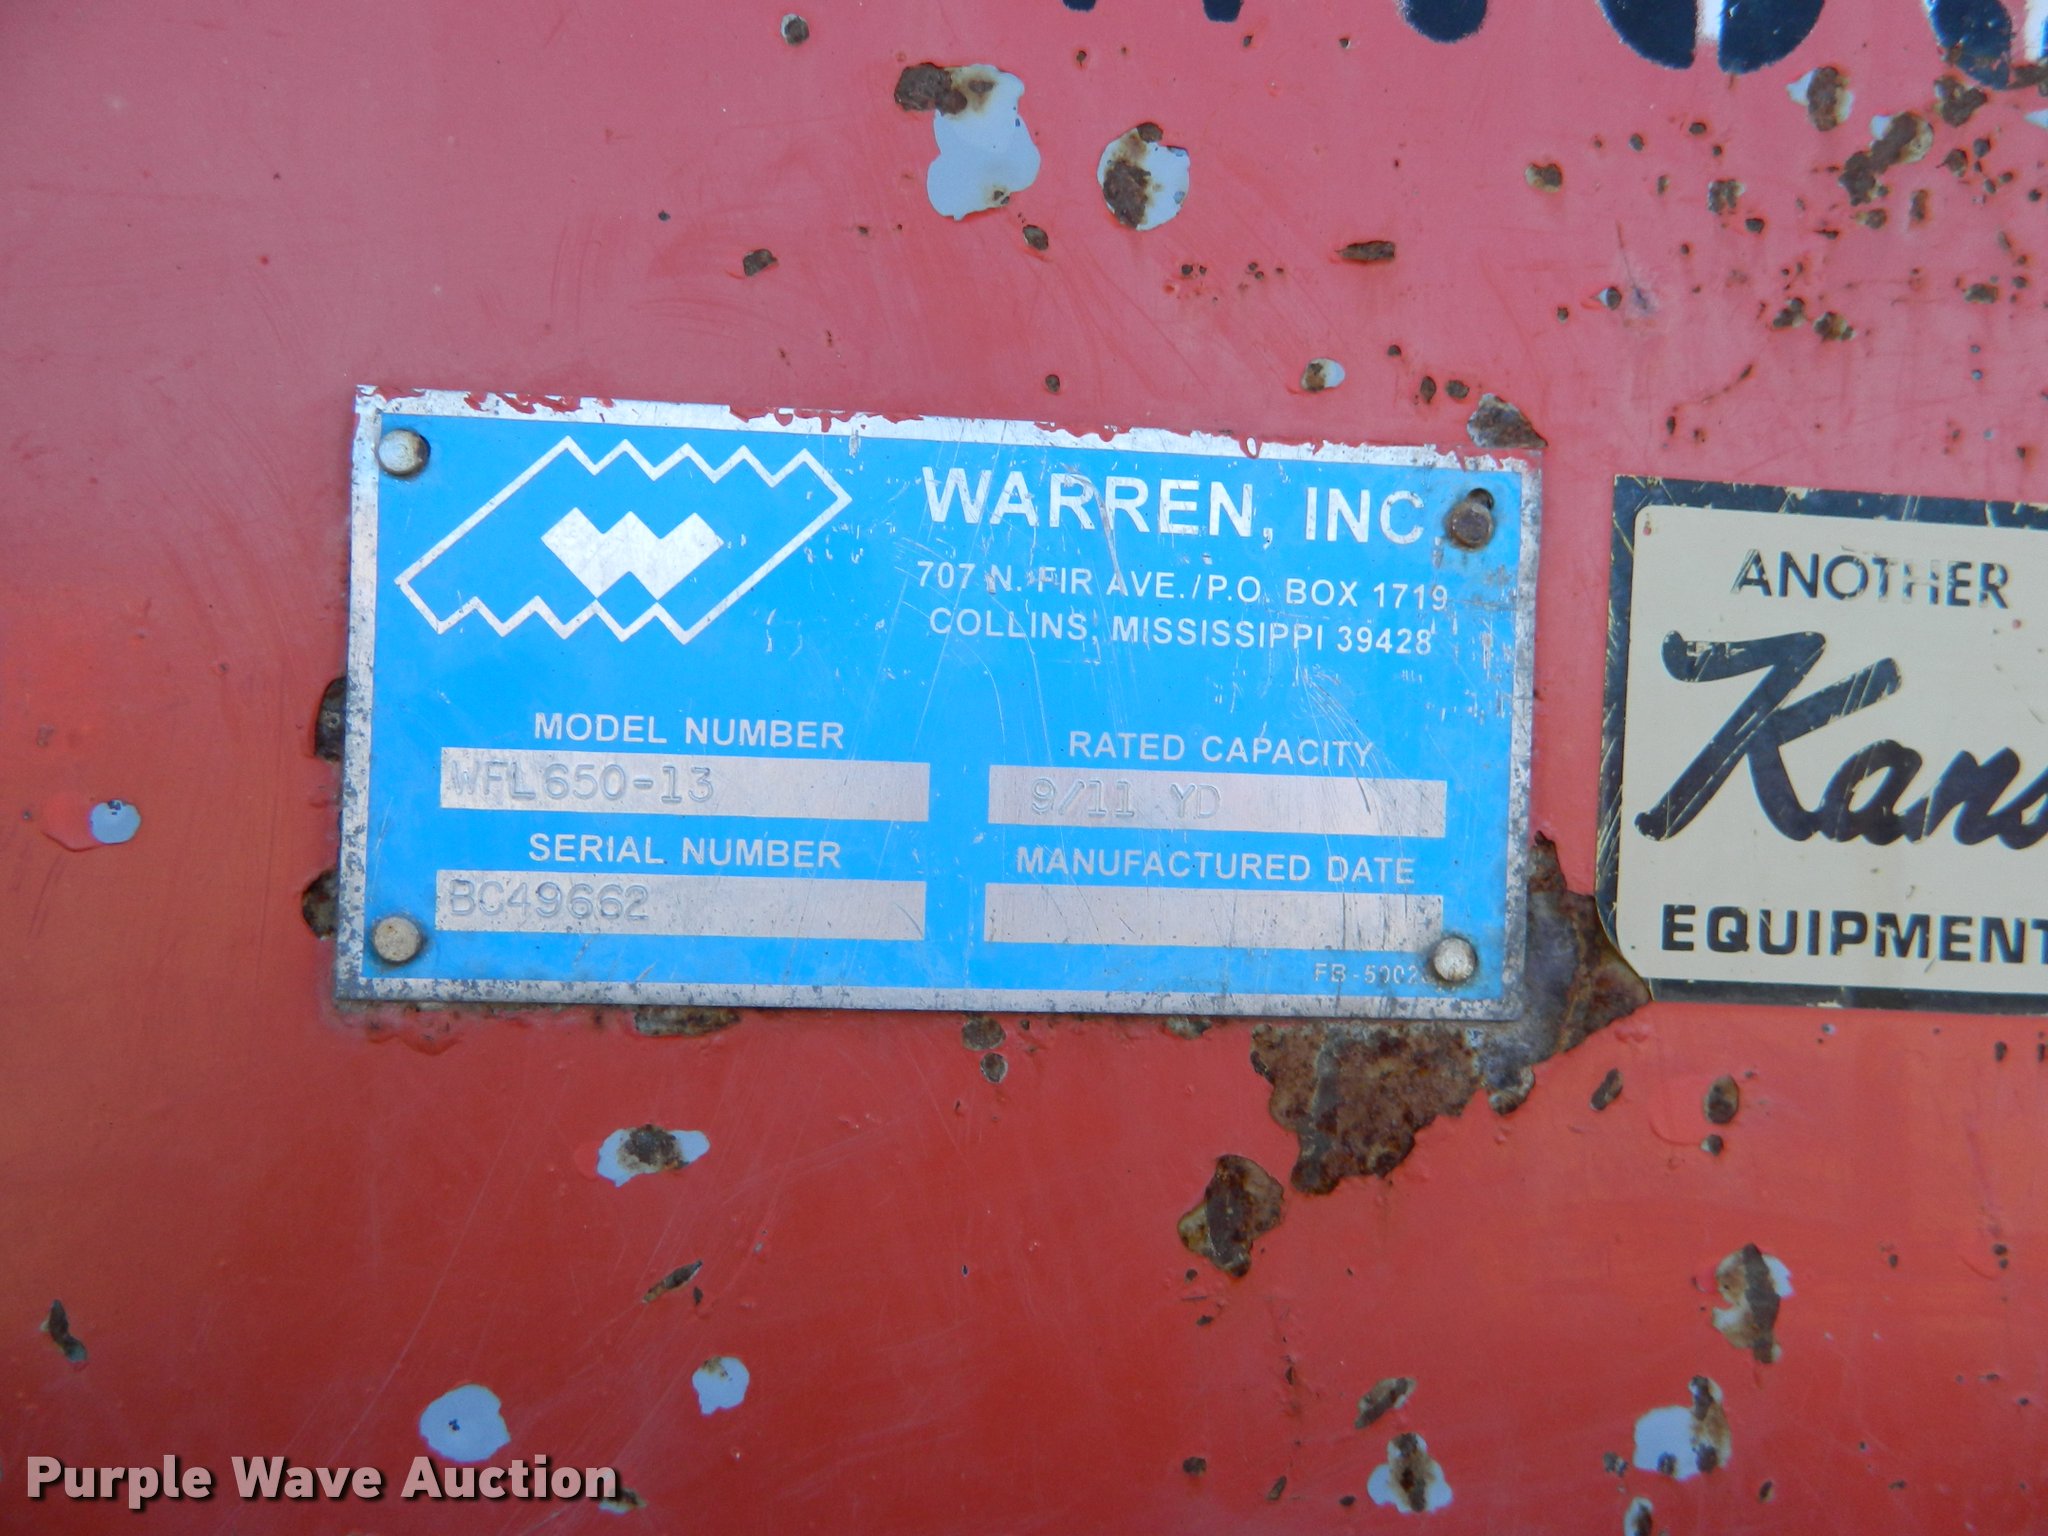 WARREN, INC.
707 N. FIR AVE./P.O. BOX 1719
COLLINS, MISSISSIPPI 39428
MODEL NUMBER
WFL650-13
RATED CAPACITY
9/11 YD
SERIAL NUMBER
BC49662
MANUFACTURED DATE
ANOTHER
Kans
EQUIPMENT
Purple Wave Auction